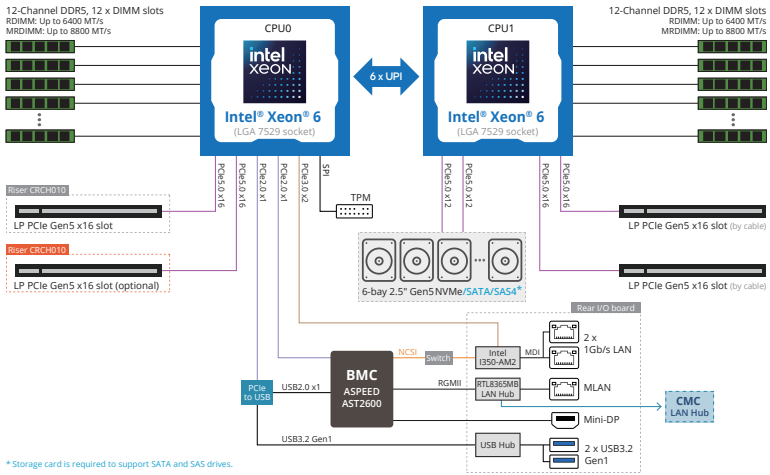 12-Channel DDR5, 12 x DIMM slots
RDIMM: Up to 6400 MT/s
MRDIMM: Up to 8800 MT/s
CPU0
intel
XEON
Intel® Xeon® 6
(LGA 7529 socket)
6 x UPI
CPU1
intel
XEON
Intel® Xeon® 6
(LGA 7529 socket)
12-Channel DDR5, 12 x DIMM slots
RDIMM: Up to 6400 MT/s
MRDIMM: Up to 8800 MT/s
PCIe5.0 x16
PCIe5.0 x16
PCIe2.0 x1
PCIe2.0 x1
PCIe3.0 x2
SPI
PCIe5.0 x12
PCIe5.0 x12
PCIe5.0 x16
PCIe5.0 x16
TPM
Riser CRCH010
LP PCIe Gen5 x16 slot
Riser CRCH010
LP PCIe Gen5 x16 slot (optional)
LP PCIe Gen5 x16 slot (by cable)
LP PCIe Gen5 x16 slot (by cable)
6-bay 2.5" Gen5 NVMe/SATA/SAS4*
Rear I/O board
NCSI
Switch
Intel
I350-AM2
MDI
2 x
1Gb/s LAN
BMC
ASPEED
AST2600
PCIe
to USB
USB2.0 x1
RGMII
RTL8365MB
LAN Hub
MLAN
CMC
LAN Hub
Mini-DP
USB3.2 Gen1
USB Hub
2 x USB3.2
Gen1
* Storage card is required to support SATA and SAS drives.